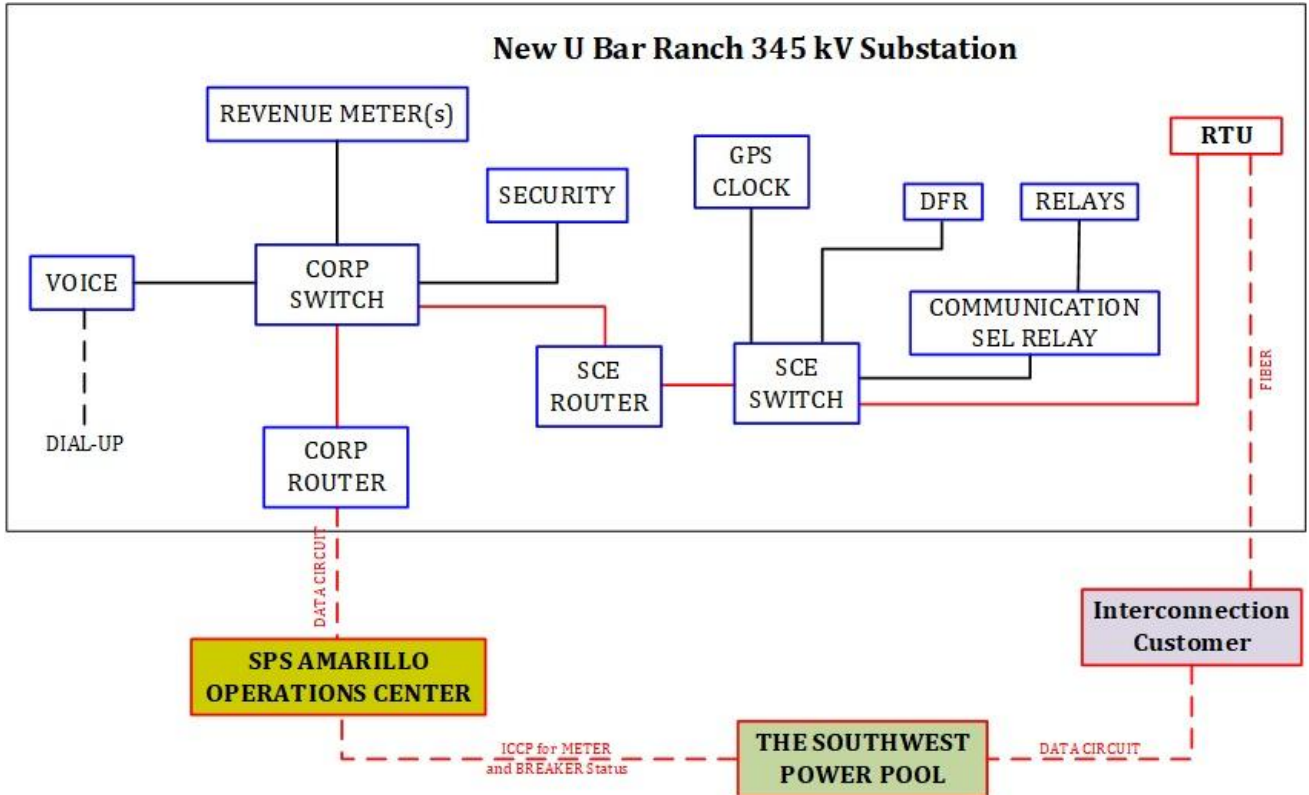 New U Bar Ranch 345 kV Substation
REVENUE METER(s)
SECURITY
GPS
CLOCK
RTU
DFR
RELAYS
VOICE
CORP
SWITCH
COMMUNICATION
SEL RELAY
SCE
ROUTER
SCE
SWITCH
FIBER
DIAL-UP
CORP
ROUTER
DATA CIRCUIT
Interconnection
Customer
SPS AMARILLO
OPERATIONS CENTER
ICCP for METER
and BREAKER Status
THE SOUTHWEST
POWER POOL
DATA CIRCUIT